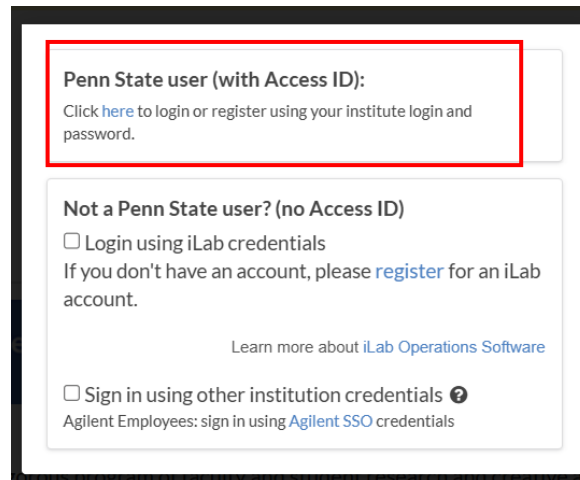 Penn State user (with Access ID):
Click here to login or register using your institute login and
password.
Not a Penn State user? (no Access ID)
Login using iLab credentials
If you don't have an account, please register for an iLab
account.
Learn more about iLab Operations Software
Sign in using other institution credentials ?
Agilent Employees: sign in using Agilent SSO credentials